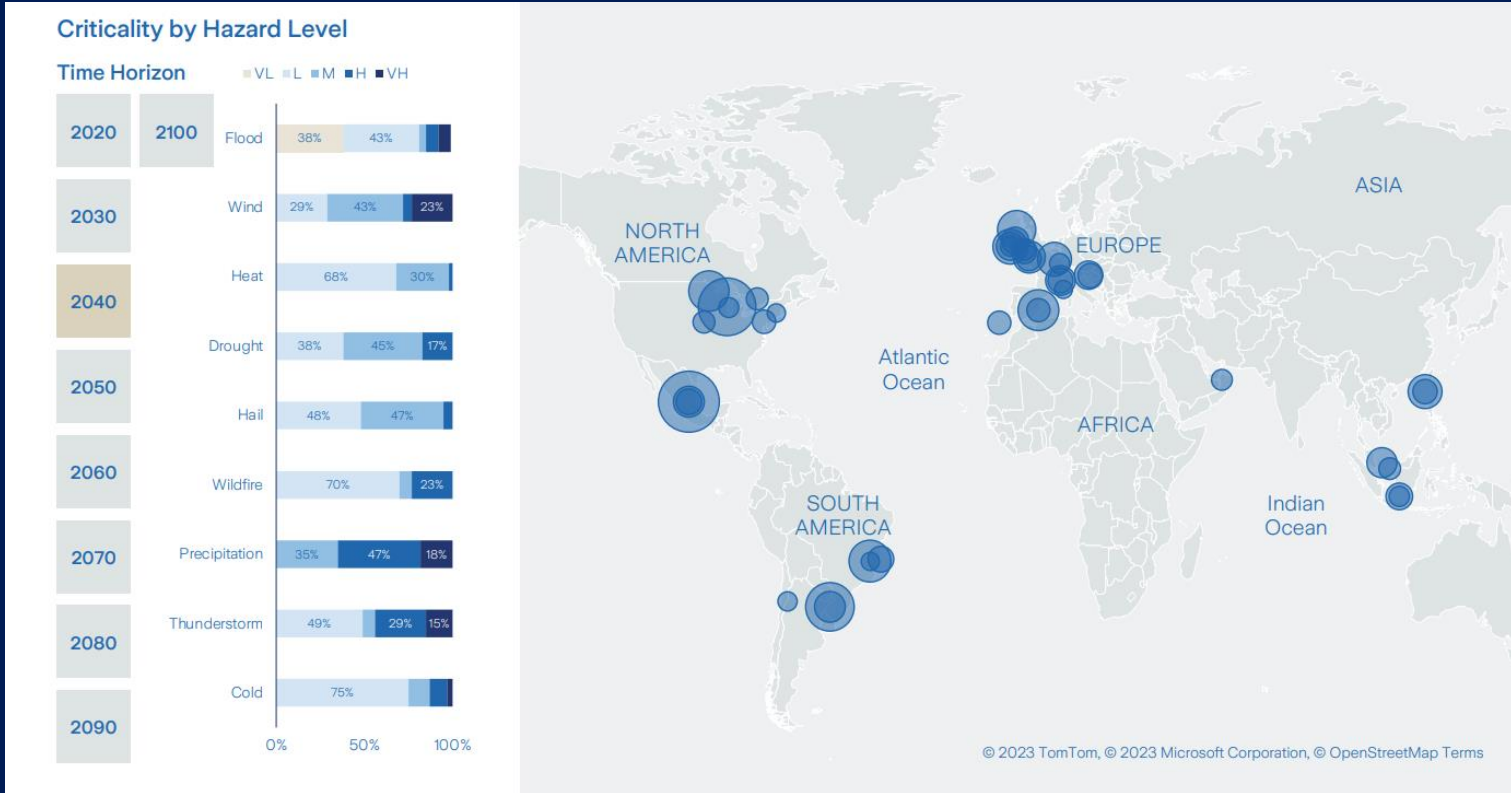 Criticality by Hazard Level
Time Horizon
VL L M H VH
2020 2100
2030
2040
2050
2060
2070
2080
2090
Flood 38% 43%
Wind 29% 43% 23%
Heat 68% 30%
Drought 38% 45% 17%
Hail 48% 47%
Wildfire 70% 23%
Precipitation 35% 47% 18%
Thunderstorm 49% 29% 15%
Cold 75%
0% 50% 100%
NORTH
AMERICA
SOUTH
AMERICA
Atlantic
Ocean
EUROPE
AFRICA
ASIA
Indian
Ocean
© 2023 TomTom, © 2023 Microsoft Corporation, © OpenStreetMap Terms